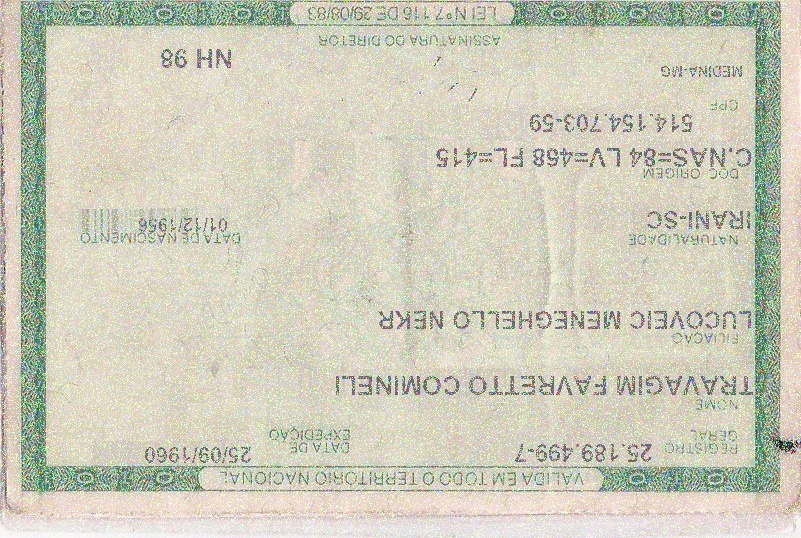 VALIDA EM TODO O TERRITORIO NACIONAL
REGISTRO GERAL 25.189.499-7 DATA DE EXPEDIÇÃO 25/09/1960
NOME
TRAVAGIM FAVRETTO COMINELI
FILIAÇÃO
LUCOVEIC MENEGHELLO NEKR
NATURALIDADE DATA DE NASCIMENTO
IRANI-SC 01/12/1956
DOC ORIGEM
C.NAS=84 LV=468 FL=415
514.154.703-59
CPF
MEDINA-MG NH 98
ASSINATURA DO DIRETOR
LEI Nº 7.116 DE 29/08/83